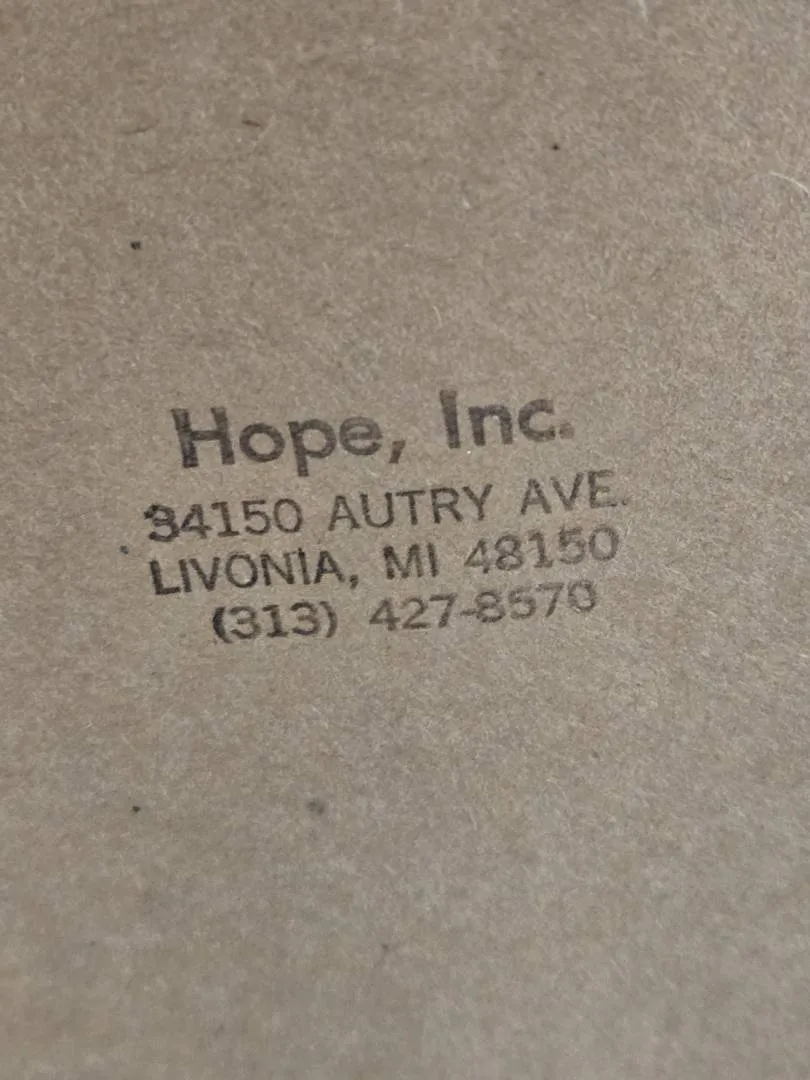 Hope, Inc.
34150 AUTRY AVE.
LIVONIA, MI 48150
(313) 427-8570